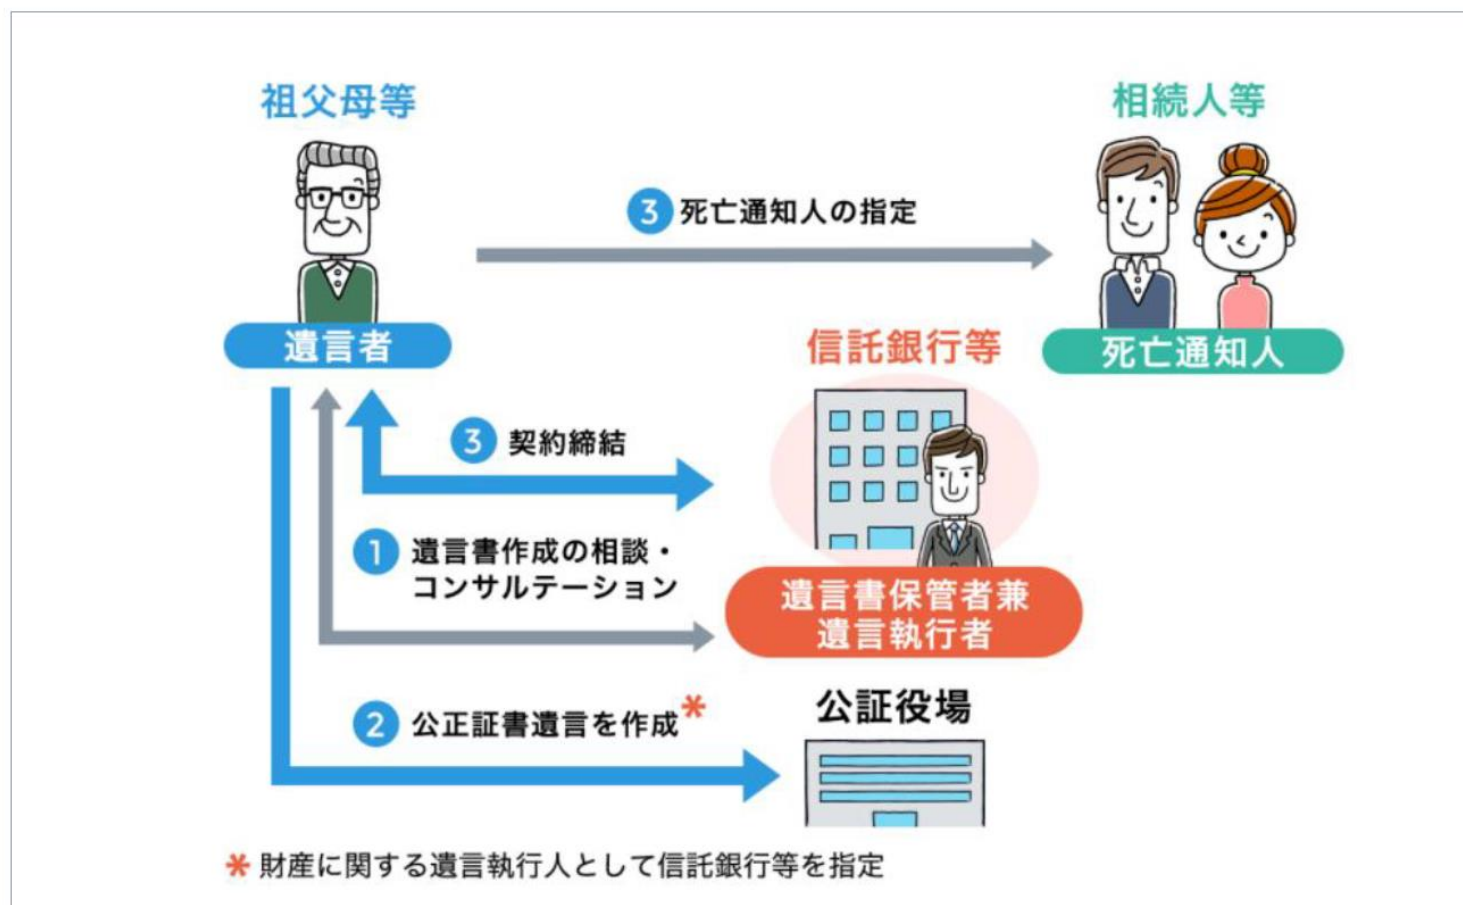 祖父母等
相続人等
3 死亡通知人の指定
遺言者
死亡通知人
信託銀行等
3 契約締結
1 遺言書作成の相談・
コンサルテーション
遺言書保管者兼
遺言執行者
2 公正証書遺言を作成*
公証役場
* 財産に関する遺言執行人として信託銀行等を指定